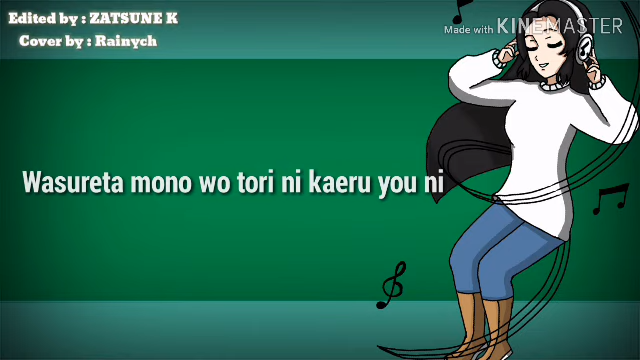 Edited by : ZATSUNE K
Cover by : Rainych
Made with KINEMASTER
Wasureta mono wo tori ni kaeru you ni